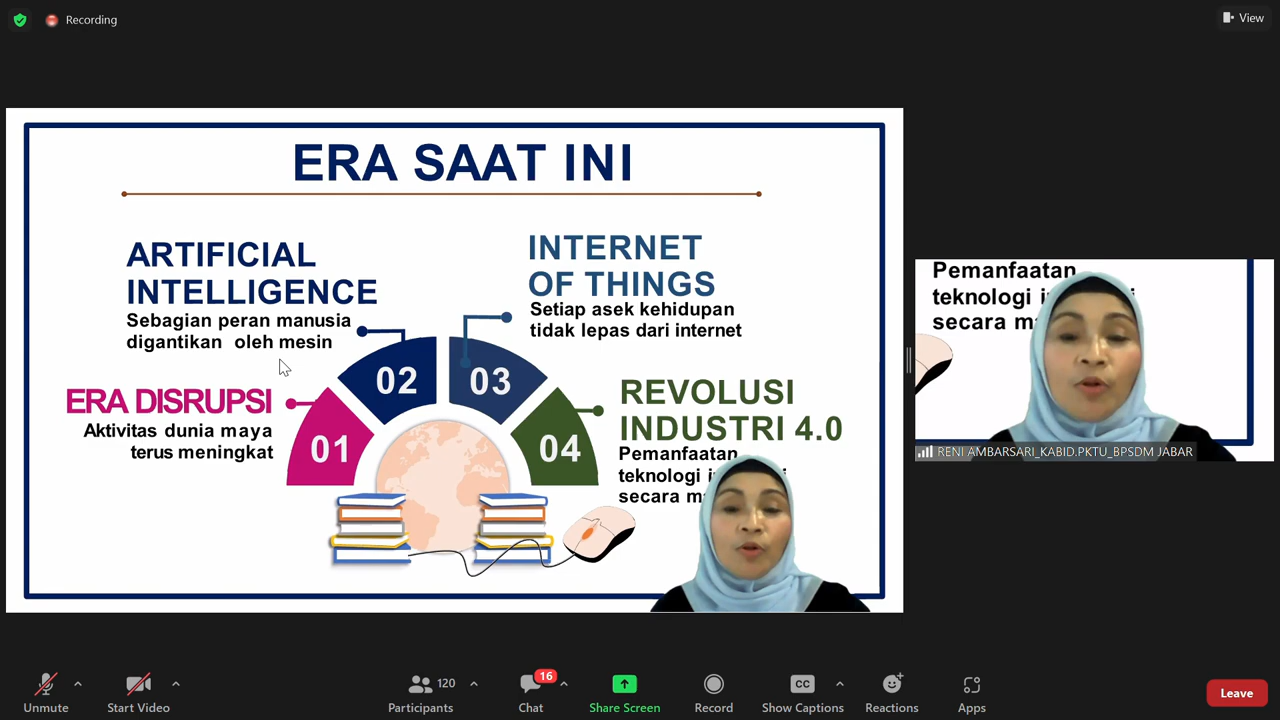 Recording
View
ERA SAAT INI
ARTIFICIAL
INTELLIGENCE
Sebagian peran manusia
digantikan oleh mesin
INTERNET
OF THINGS
Setiap asek kehidupan
tidak lepas dari internet
ERA DISRUPSI
Aktivitas dunia maya
terus meningkat
REVOLUSI
INDUSTRI 4.0
Pemanfaatan
teknologi
secara
01
02
03
04
Pemanfaatan
teknologi
secara
RENI AMBARSARI_KABID.PKTU_BPSDM JABAR
Unmute
Start Video
120
Participants
16
Chat
Share Screen
Record
CC
Show Captions
Reactions
Apps
Leave